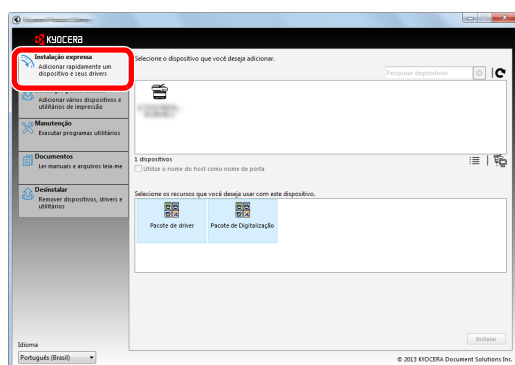 KYOCERA
Instalação expressa
Adicionar rapidamente um
dispositivo e seus drivers
Adicionar vários dispositivos e
utilitários de impressão
Manutenção
Executar programas utilitários
Documentos
Ler manuais e arquivos leia-me
Desinstalar
Remover dispositivos, drivers e
utilitários
Idioma
Português (Brasil)
Selecione o dispositivo que você deseja adicionar.
Pesquisar dispositivos
1 dispositivos
Utilize o nome do host como nome de porta
Selecione os recursos que você deseja usar com este dispositivo.
Pacote de driver
Pacote de Digitalização
Instalar
© 2013 KYOCERA Document Solutions Inc.